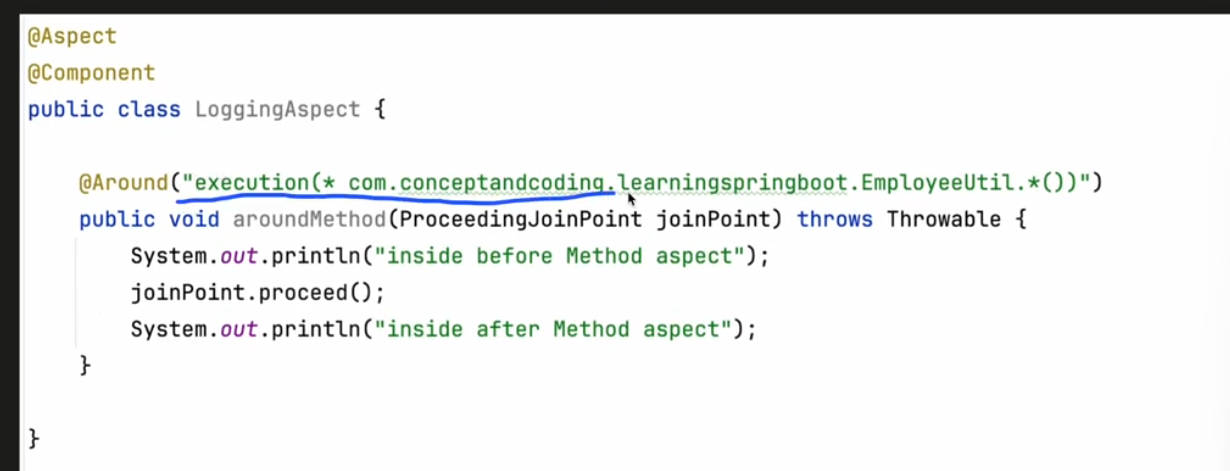 @Aspect
@Component
public class LoggingAspect {
@Around("execution(* com.conceptandcoding.learningspringboot.EmployeeUtil.*())")
public void aroundMethod(ProceedingJoinPoint joinPoint) throws Throwable {
System.out.println("inside before Method aspect");
joinPoint.proceed();
System.out.println("inside after Method aspect");
}
}